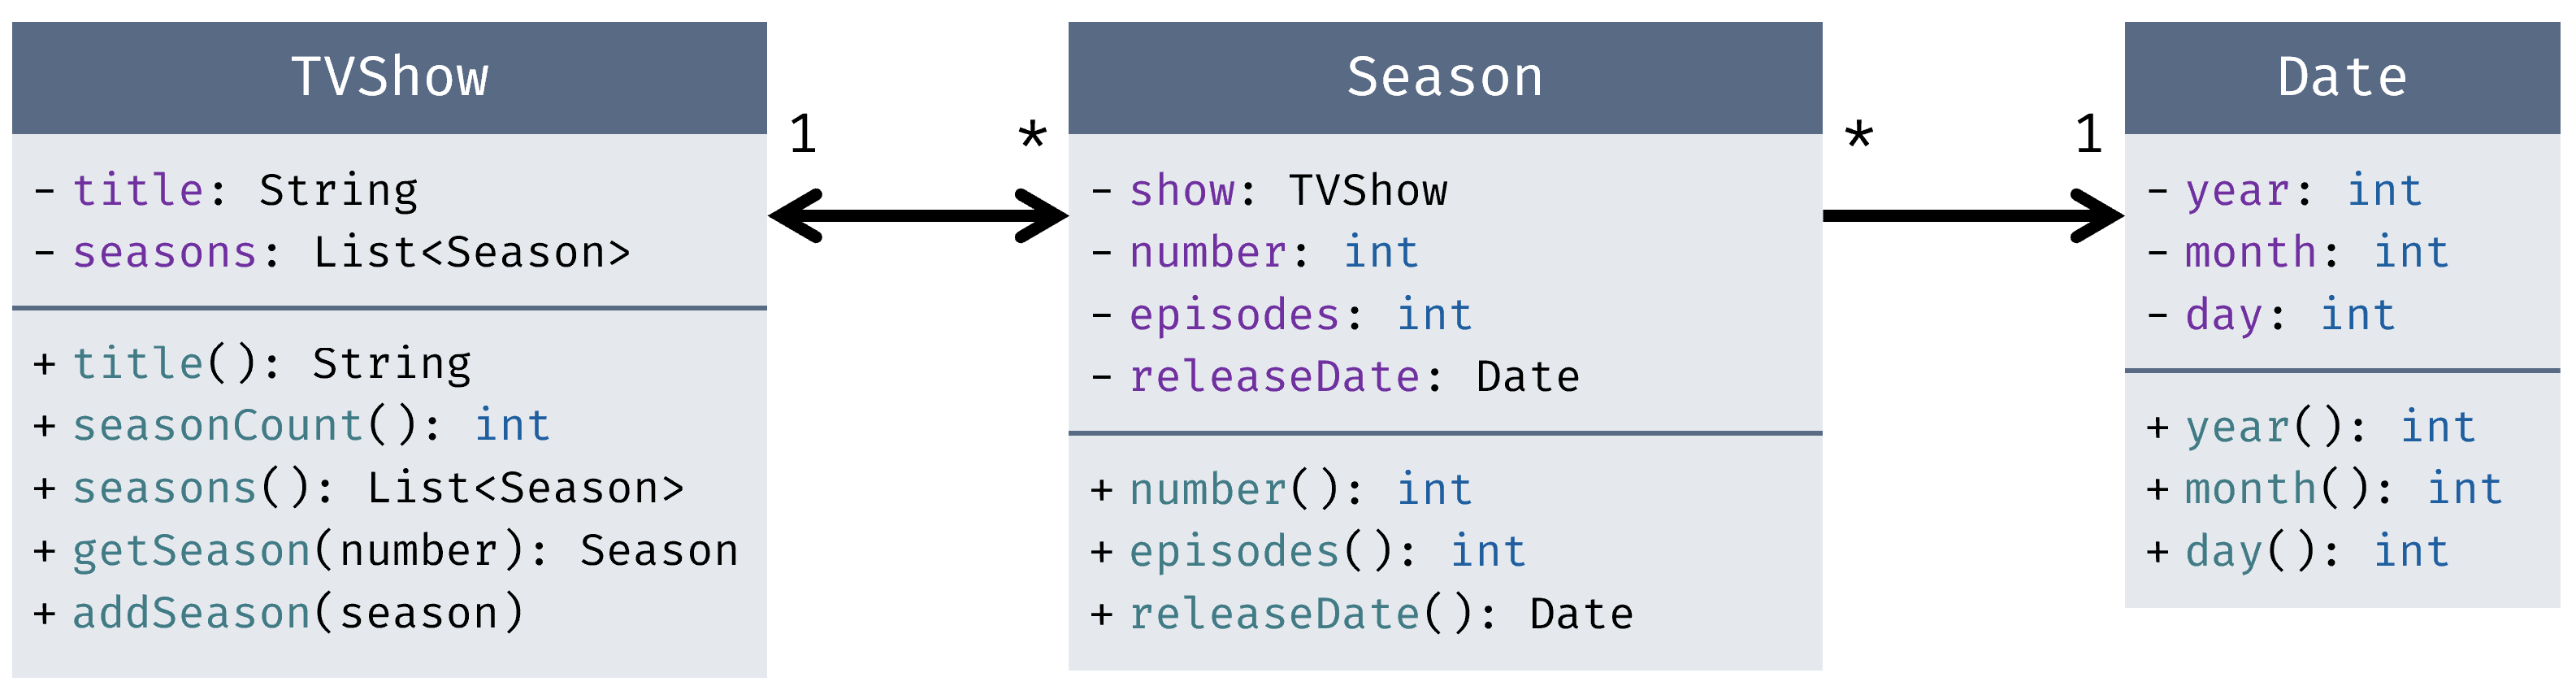 TVShow
- title: String
- seasons: List<Season>
+ title(): String
+ seasonCount(): int
+ seasons(): List<Season>
+ getSeason(number): Season
+ addSeason(season)
1
*
Season
- show: TVShow
- number: int
- episodes: int
- releaseDate: Date
+ number(): int
+ episodes(): int
+ releaseDate(): Date
*
1
Date
- year: int
- month: int
- day: int
+ year(): int
+ month(): int
+ day(): int